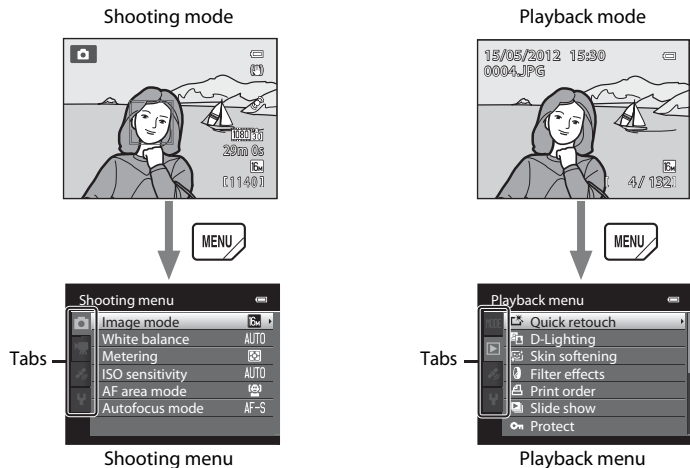 Shooting mode
29m 0s
[1140]
MENU
Shooting menu
Image mode
White balance AUTO
Metering
ISO sensitivity AUTO
AF area mode
Autofocus mode AF-S
Tabs
Shooting menu
Playback mode
15/05/2012 15:30
0004.JPG
4/ 132]
MENU
Playback menu
MODE
Quick retouch
D-Lighting
Skin softening
Filter effects
Print order
Slide show
Protect
Tabs
Playback menu